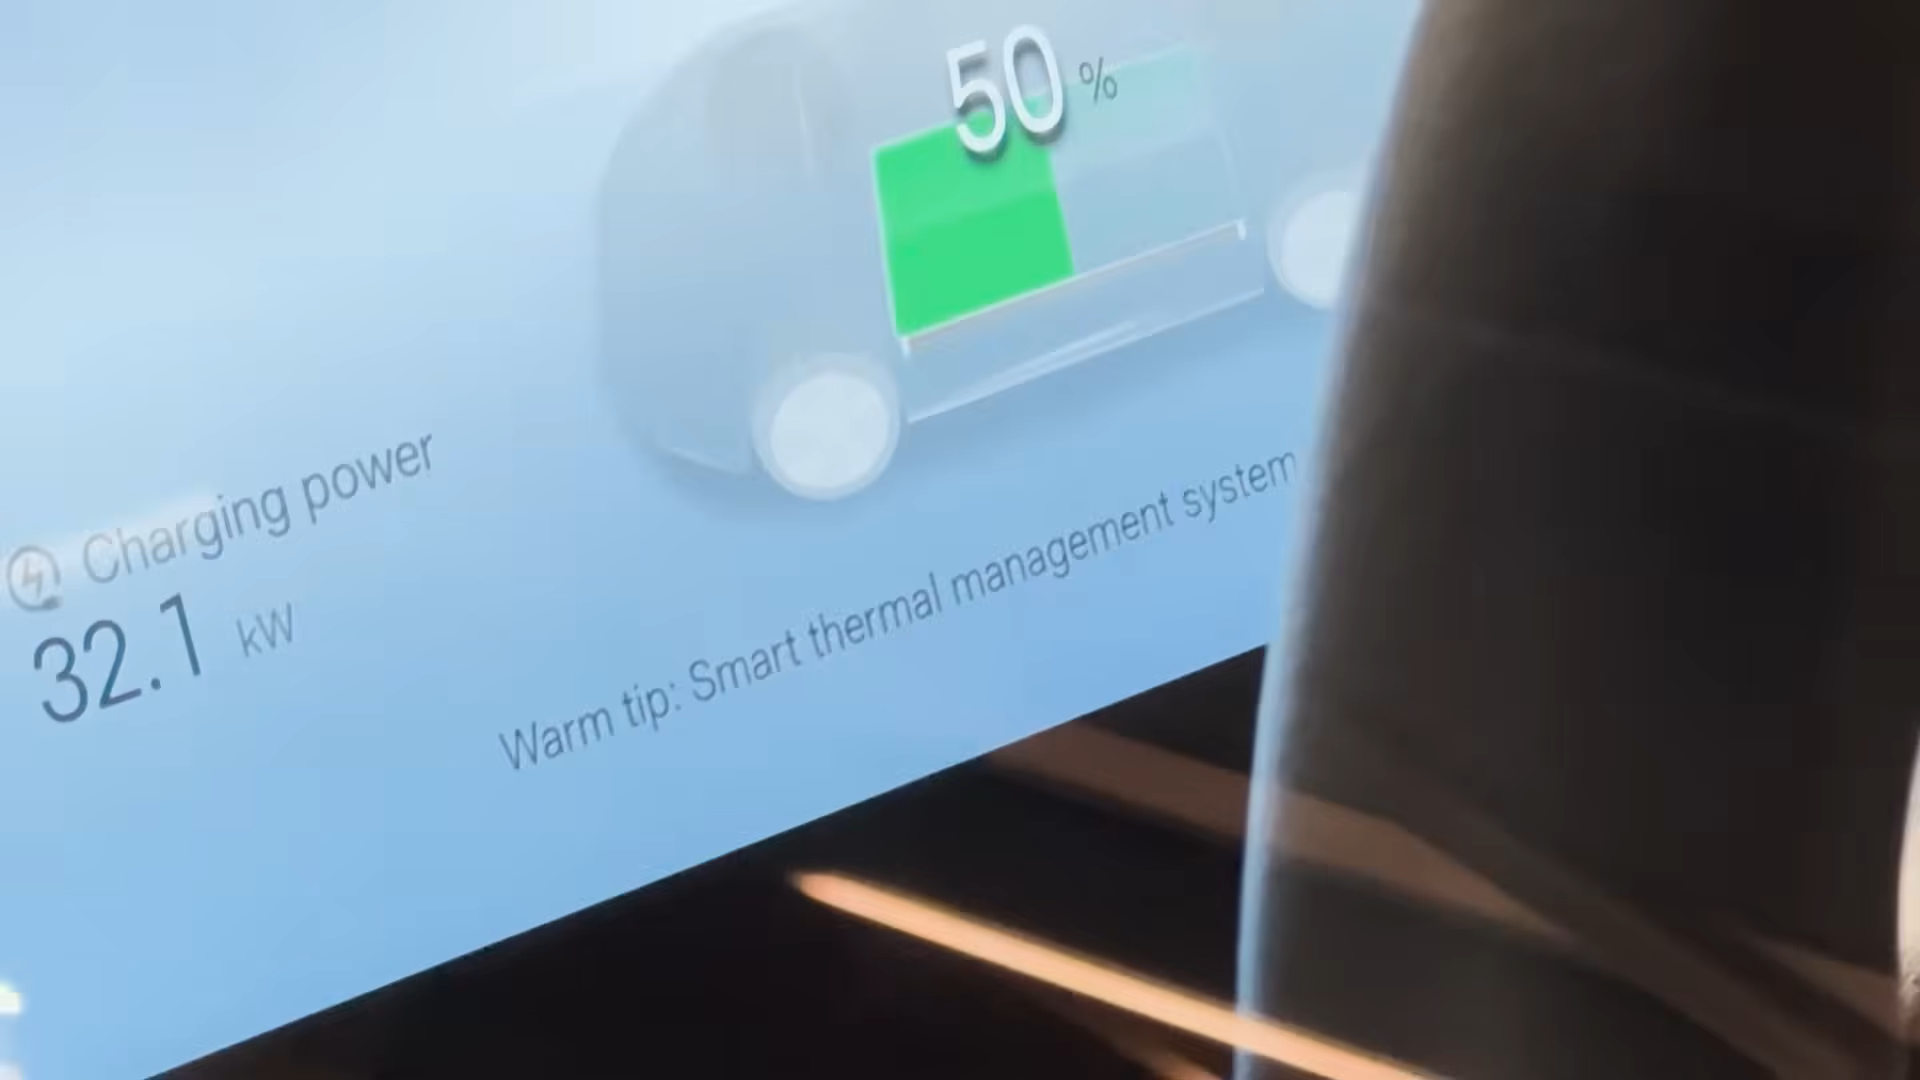 50 %
Charging power
32.1 kW
Warm tip: Smart thermal management system